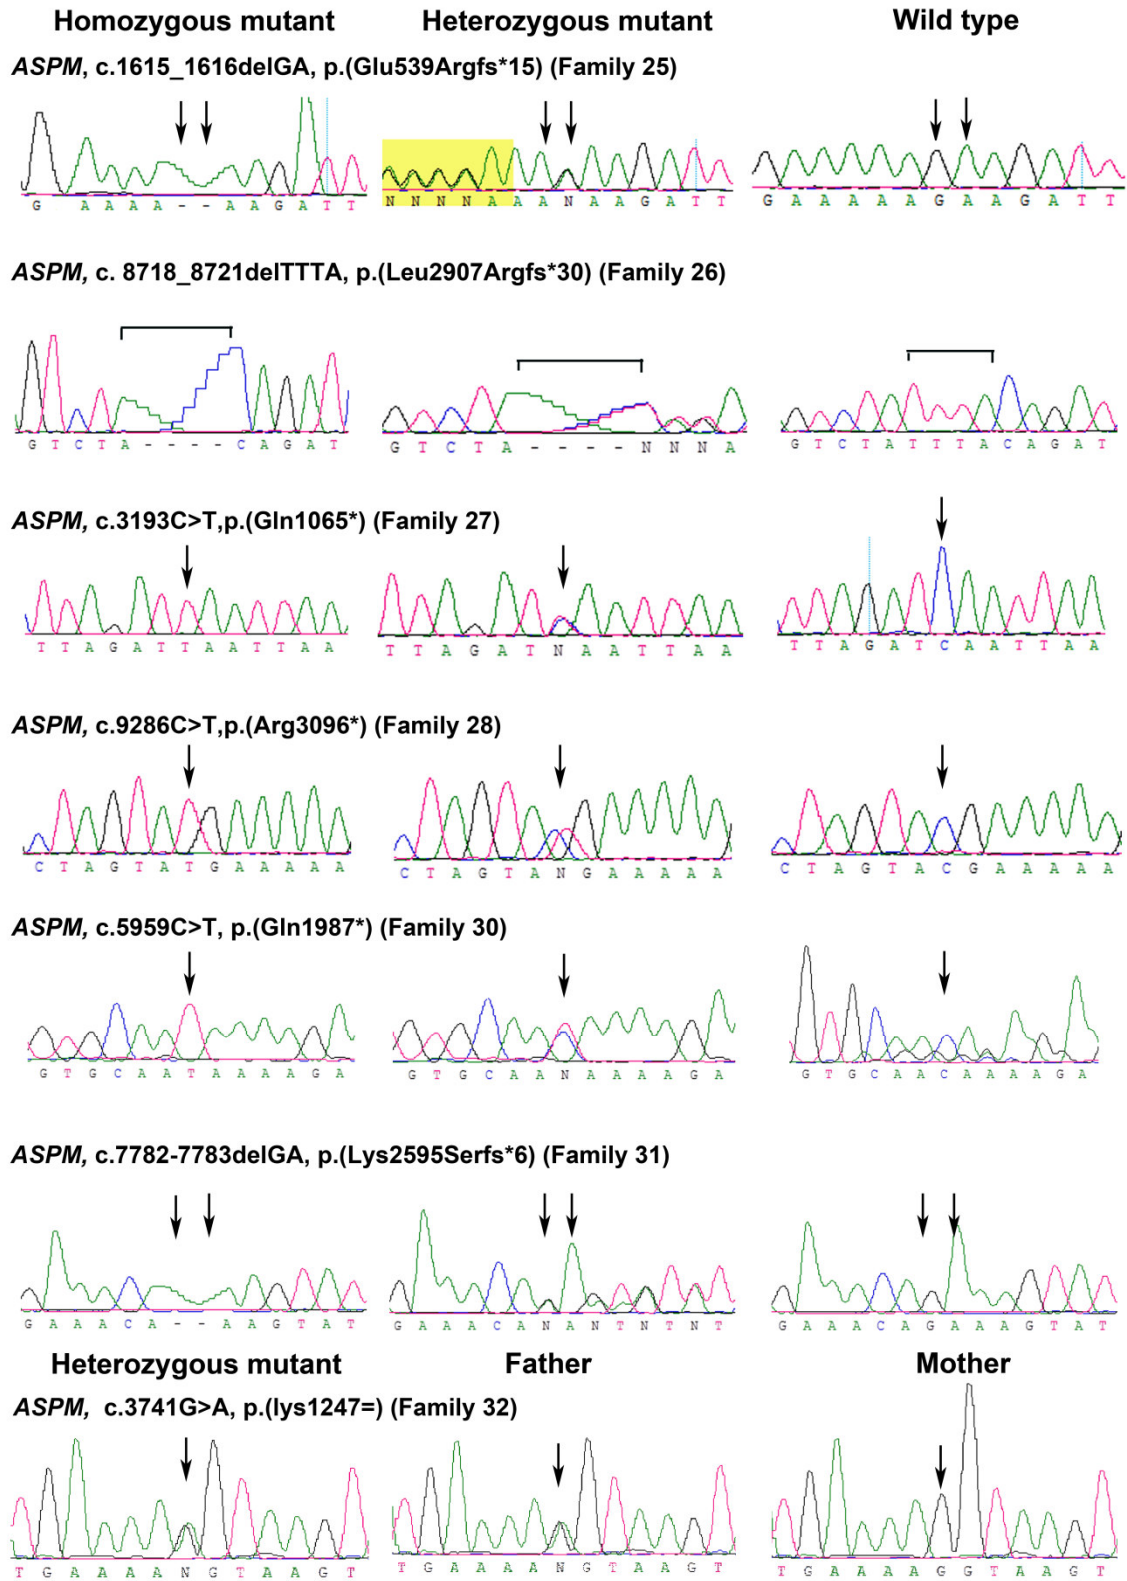 Homozygous mutant Heterozygous mutant Wild type
ASPM, c.1615_1616delGA, p.(Glu539Argfs*15) (Family 25)
G A A A A - - A A G A T T N N N N A A A N A A G A T T G A A A A A G A A G A T T
ASPM, c. 8718_8721delTTTA, p.(Leu2907Argfs*30) (Family 26)
G T C T A - - - - C A G A T G T C T A - - - - N N N A G T C T A T T T A C A G A T
ASPM, c.3193C>T,p.(Gln1065*) (Family 27)
T T A G A T T A A T T A A T T A G A T N A A T T A A T T A G A T C A A T T A A
ASPM, c.9286C>T,p.(Arg3096*) (Family 28)
C T A G T A T G A A A A A C T A G T A N G A A A A A C T A G T A C G A A A A A
ASPM, c.5959C>T, p.(Gln1987*) (Family 30)
G T G C A A T A A A A G A G T G C A A N A A A A G A G T G C A A C A A A A G A
ASPM, c.7782-7783delGA, p.(Lys2595Serfs*6) (Family 31)
G A A A C A - - A A G T A T G A A A C A N A N T N T N T G A A A C A G A A A G T A T
Heterozygous mutant Father Mother
ASPM, c.3741G>A, p.(lys1247=) (Family 32)
T G A A A A N G T A A G T T G A A A A N G T A A G T T G A A A A G G T A A G T